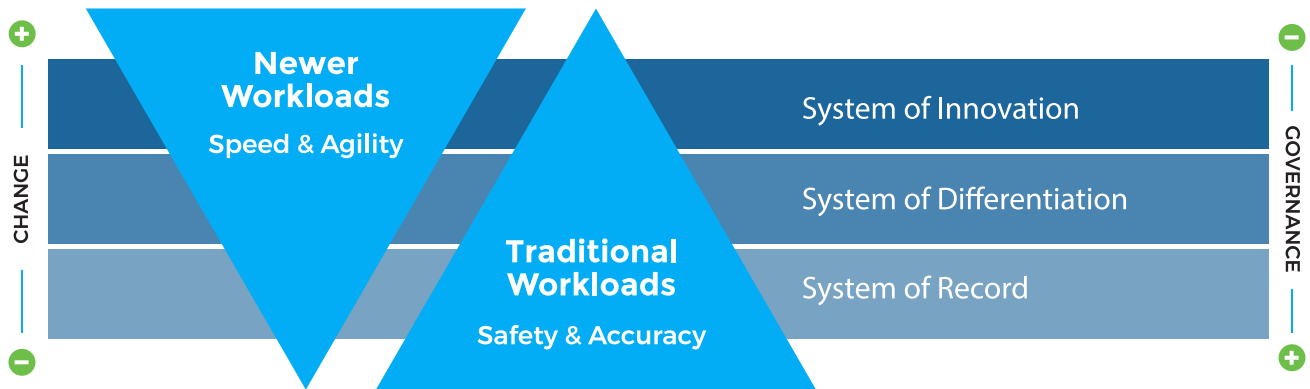 Newer
Workloads
Speed & Agility
Traditional
Workloads
Safety & Accuracy
System of Innovation
System of Differentiation
System of Record
CHANGE
GOVERNANCE